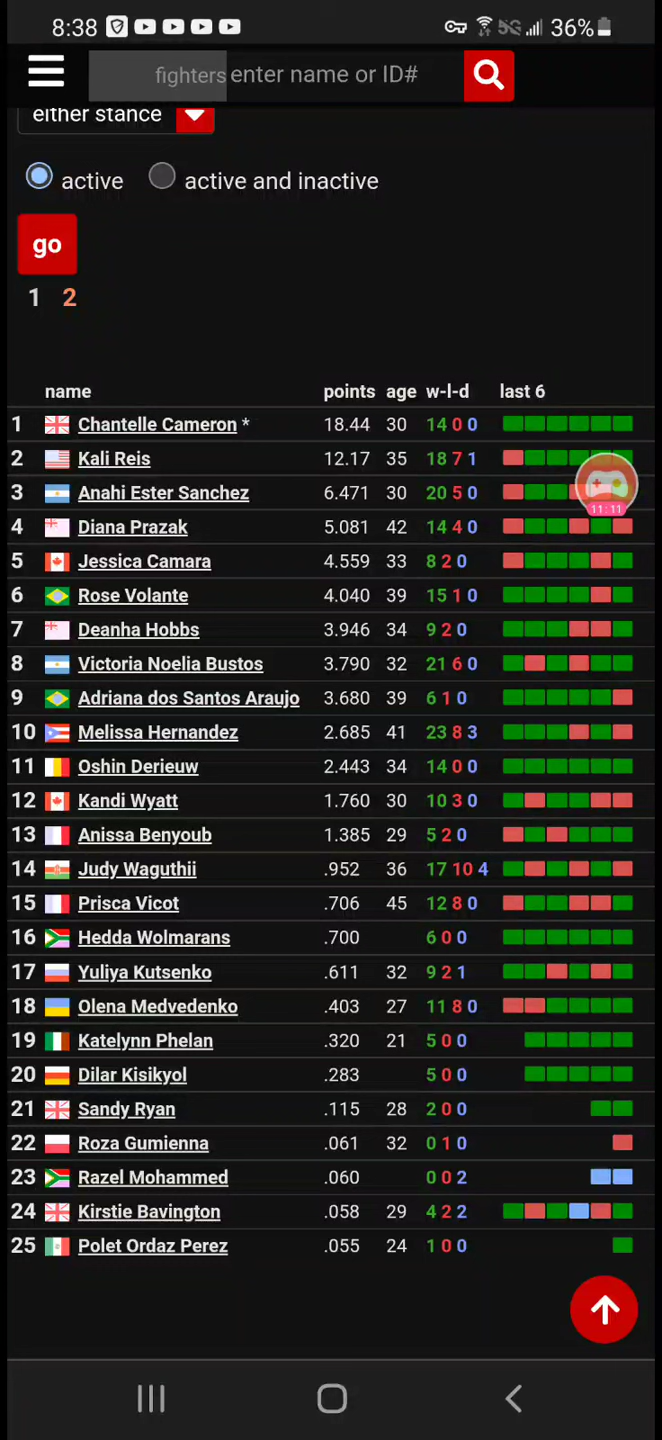 8:38 5G 36%
fighters enter name or ID#
either stance
active active and inactive
go
1 2
name points age w-l-d last 6
1 Chantelle Cameron * 18.44 30 14 0 0
2 Kali Reis 12.17 35 18 7 1
3 Anahi Ester Sanchez 6.471 30 20 5 0
11:11
4 Diana Prazak 5.081 42 14 4 0
5 Jessica Camara 4.559 33 8 2 0
6 Rose Volante 4.040 39 15 1 0
7 Deanha Hobbs 3.946 34 9 2 0
8 Victoria Noelia Bustos 3.790 32 21 6 0
9 Adriana dos Santos Araujo 3.680 39 6 1 0
10 Melissa Hernandez 2.685 41 23 8 3
11 Oshin Derieuw 2.443 34 14 0 0
12 Kandi Wyatt 1.760 30 10 3 0
13 Anissa Benyoub 1.385 29 5 2 0
14 Judy Waguthii .952 36 17 10 4
15 Prisca Vicot .706 45 12 8 0
16 Hedda Wolmarans .700 6 0 0
17 Yuliya Kutsenko .611 32 9 2 1
18 Olena Medvedenko .403 27 11 8 0
19 Katelynn Phelan .320 21 5 0 0
20 Dilar Kisikyol .283 5 0 0
21 Sandy Ryan .115 28 2 0 0
22 Roza Gumienna .061 32 0 1 0
23 Razel Mohammed .060 0 0 2
24 Kirstie Bavington .058 29 4 2 2
25 Polet Ordaz Perez .055 24 1 0 0